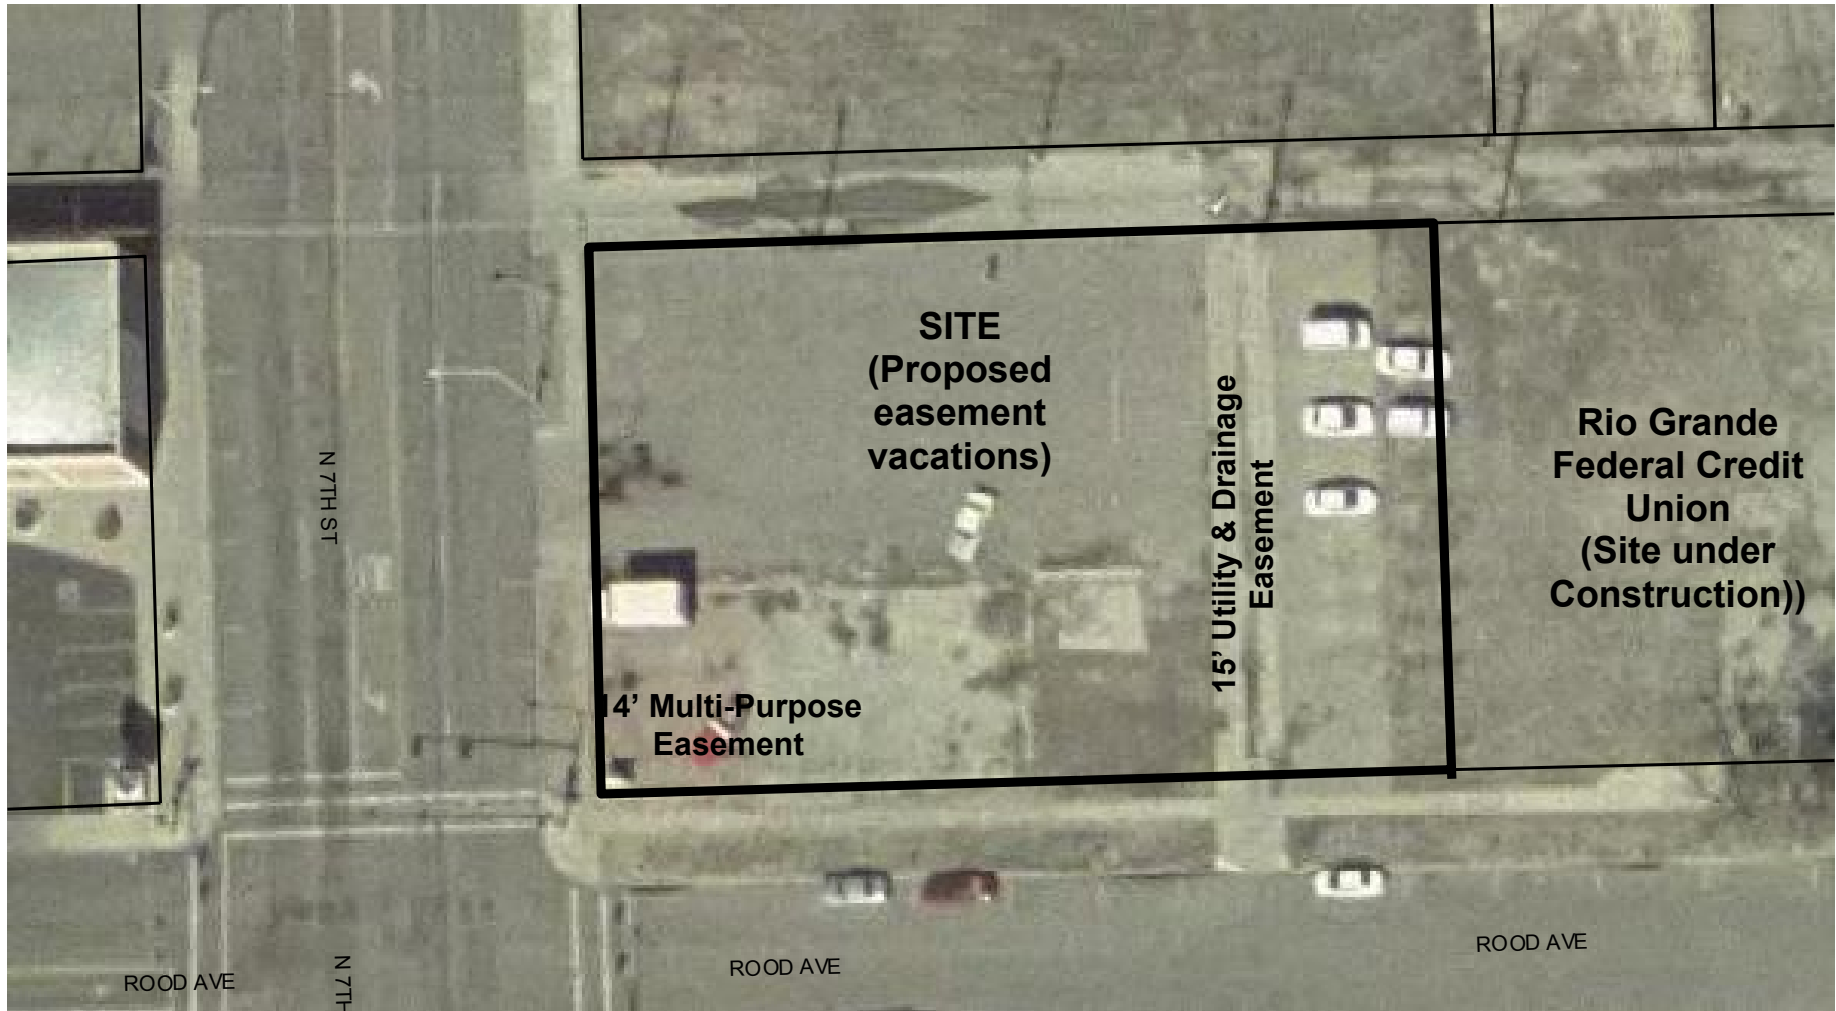 SITE
(Proposed
easement
vacations)
15’ Utility & Drainage
Easement
Rio Grande
Federal Credit
Union
(Site under
Construction))
N 7TH ST
14’ Multi-Purpose
Easement
ROOD AVE
N 7TH
ROOD AVE
ROOD AVE